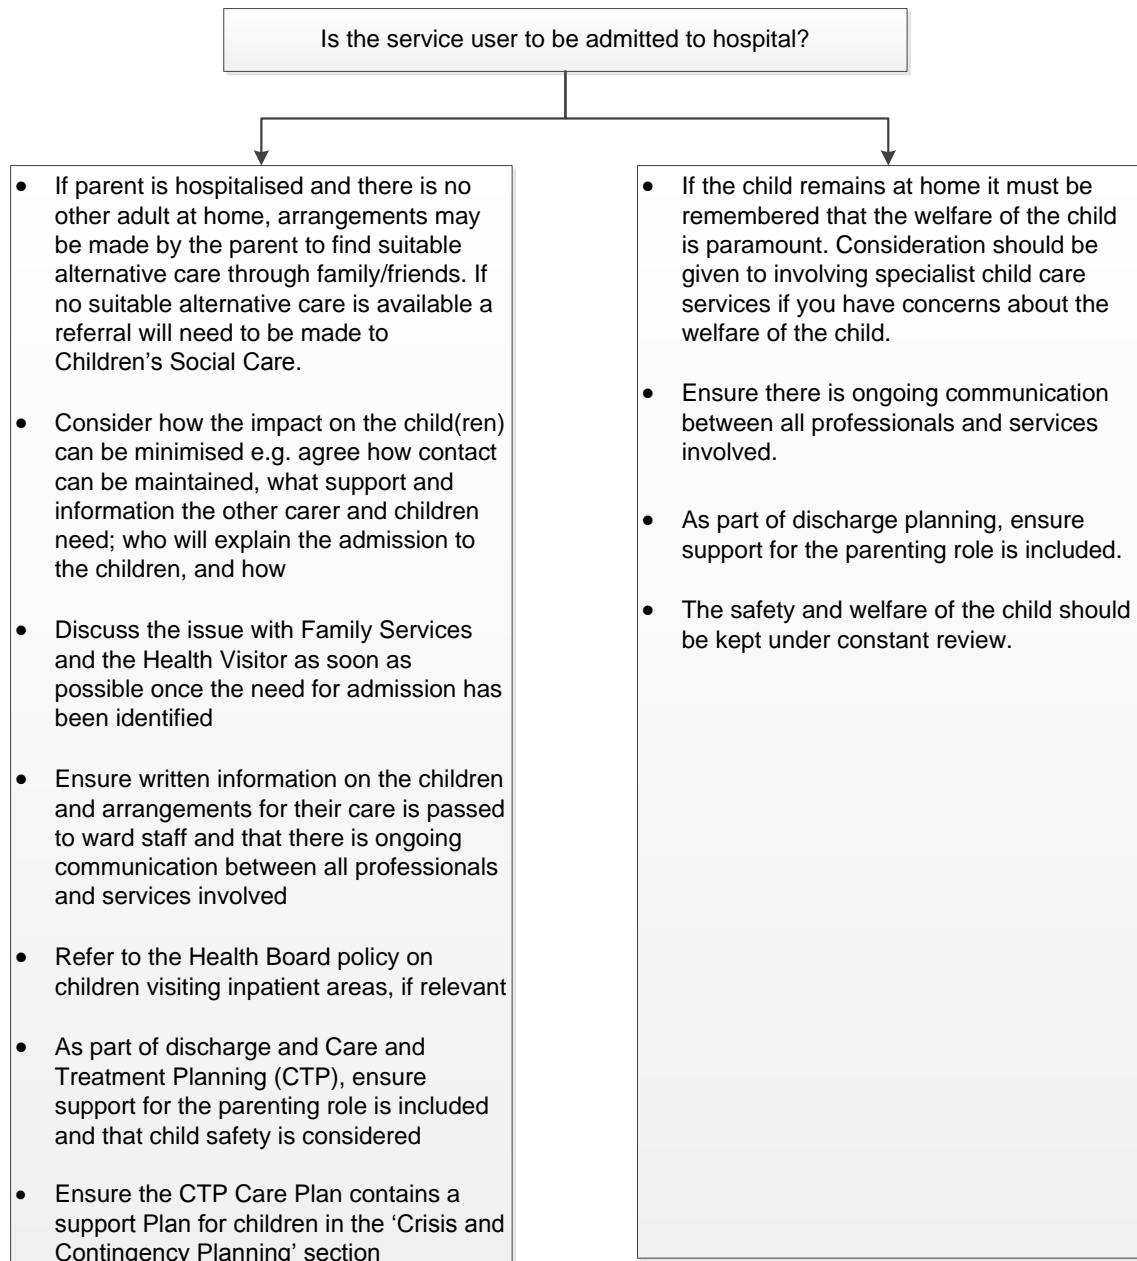 Is the service user to be admitted to hospital?
• If parent is hospitalised and there is no
other adult at home, arrangements may
be made by the parent to find suitable
alternative care through family/friends. If
no suitable alternative care is available a
referral will need to be made to
Children’s Social Care.
• Consider how the impact on the child(ren)
can be minimised e.g. agree how contact
can be maintained, what support and
information the other carer and children
need; who will explain the admission to
the children, and how
• Discuss the issue with Family Services
and the Health Visitor as soon as
possible once the need for admission has
been identified
• Ensure written information on the children
and arrangements for their care is passed
to ward staff and that there is ongoing
communication between all professionals
and services involved
• Refer to the Health Board policy on
children visiting inpatient areas, if relevant
• As part of discharge and Care and
Treatment Planning (CTP), ensure
support for the parenting role is included
and that child safety is considered
• Ensure the CTP Care Plan contains a
support Plan for children in the ‘Crisis and
Contingency Planning’ section
• If the child remains at home it must be
remembered that the welfare of the child
is paramount. Consideration should be
given to involving specialist child care
services if you have concerns about the
welfare of the child.
• Ensure there is ongoing communication
between all professionals and services
involved.
• As part of discharge planning, ensure
support for the parenting role is included.
• The safety and welfare of the child should
be kept under constant review.